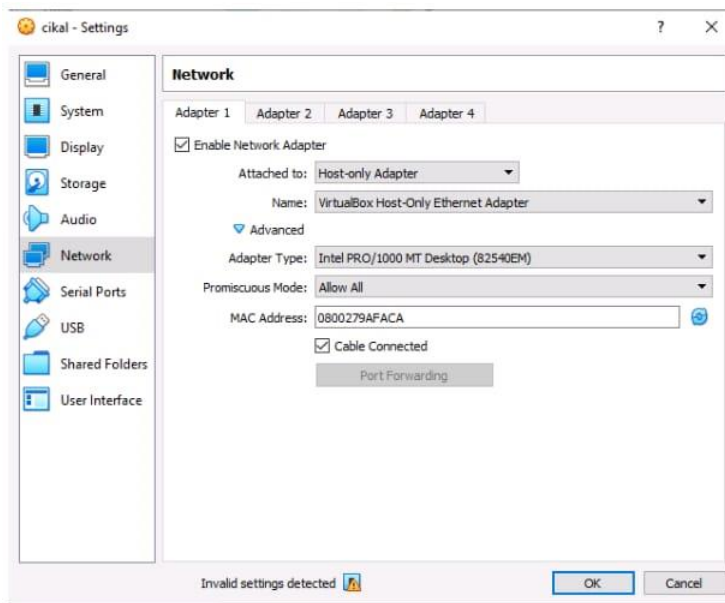 cikal - Settings
General
System
Display
Storage
Audio
Network
Serial Ports
USB
Shared Folders
User Interface
Network
Adapter 1 Adapter 2 Adapter 3 Adapter 4
Enable Network Adapter
Attached to: Host-only Adapter
Name: VirtualBox Host-Only Ethernet Adapter
Advanced
Adapter Type: Intel PRO/1000 MT Desktop (82540EM)
Promiscuous Mode: Allow All
MAC Address: 0800279AFACA
Cable Connected
Port Forwarding
Invalid settings detected OK Cancel